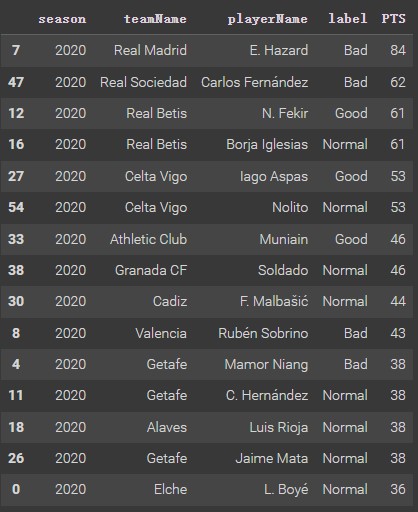 season teamName playerName label PTS
7 2020 Real Madrid E. Hazard Bad 84
47 2020 Real Sociedad Carlos Fernández Bad 62
12 2020 Real Betis N. Fekir Good 61
16 2020 Real Betis Borja Iglesias Normal 61
27 2020 Celta Vigo Iago Aspas Good 53
54 2020 Celta Vigo Nolito Normal 53
33 2020 Athletic Club Muniain Good 46
38 2020 Granada CF Soldado Normal 46
30 2020 Cadiz F. Malbašić Normal 44
8 2020 Valencia Rubén Sobrino Bad 43
4 2020 Getafe Mamor Niang Bad 38
11 2020 Getafe C. Hernández Normal 38
18 2020 Alaves Luis Rioja Normal 38
26 2020 Getafe Jaime Mata Normal 38
0 2020 Elche L. Boyé Normal 36